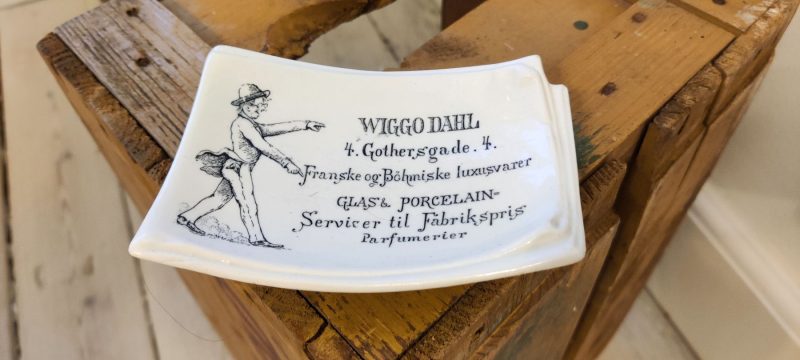 WIGGO DAHL
4. Gothersgade. 4.
Franske og Böhmiske luxusvarer
GLAS & PORCELAIN-
Servicer til Fabrikspris
Parfumerier